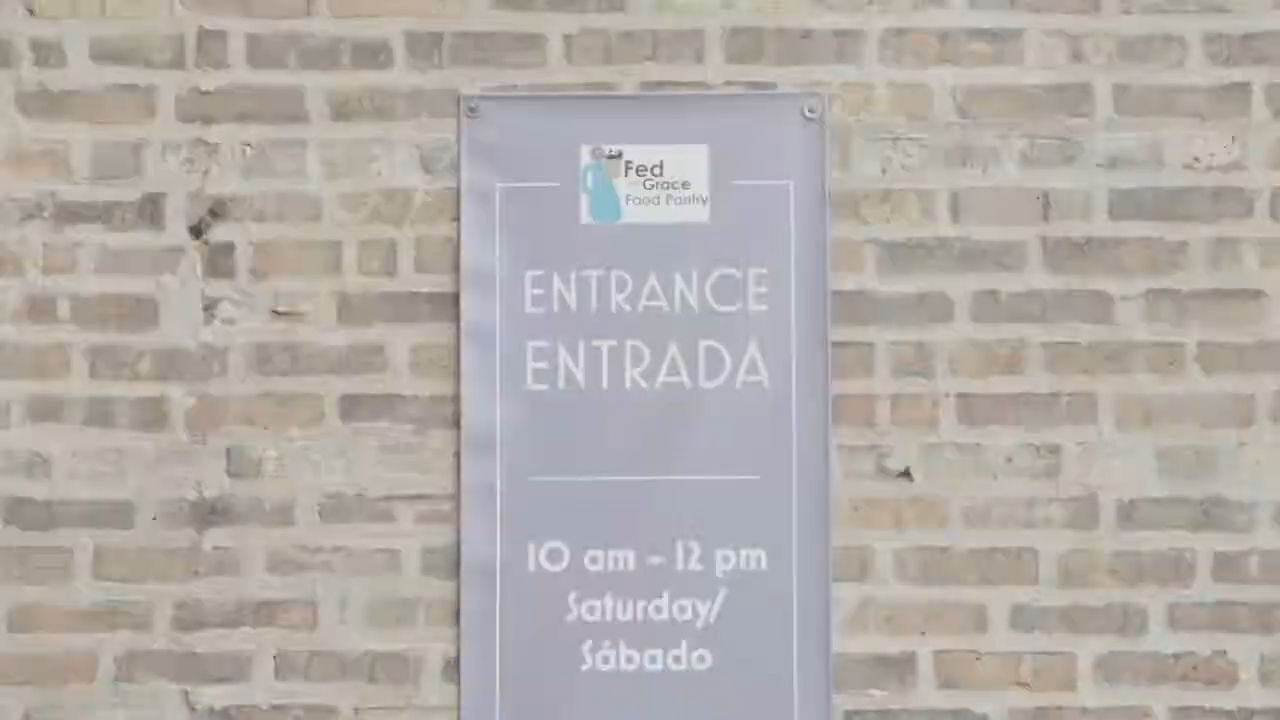 Fed
Grace
Food Pantry
ENTRANCE
ENTRADA
10 am - 12 pm
Saturday/
Sábado